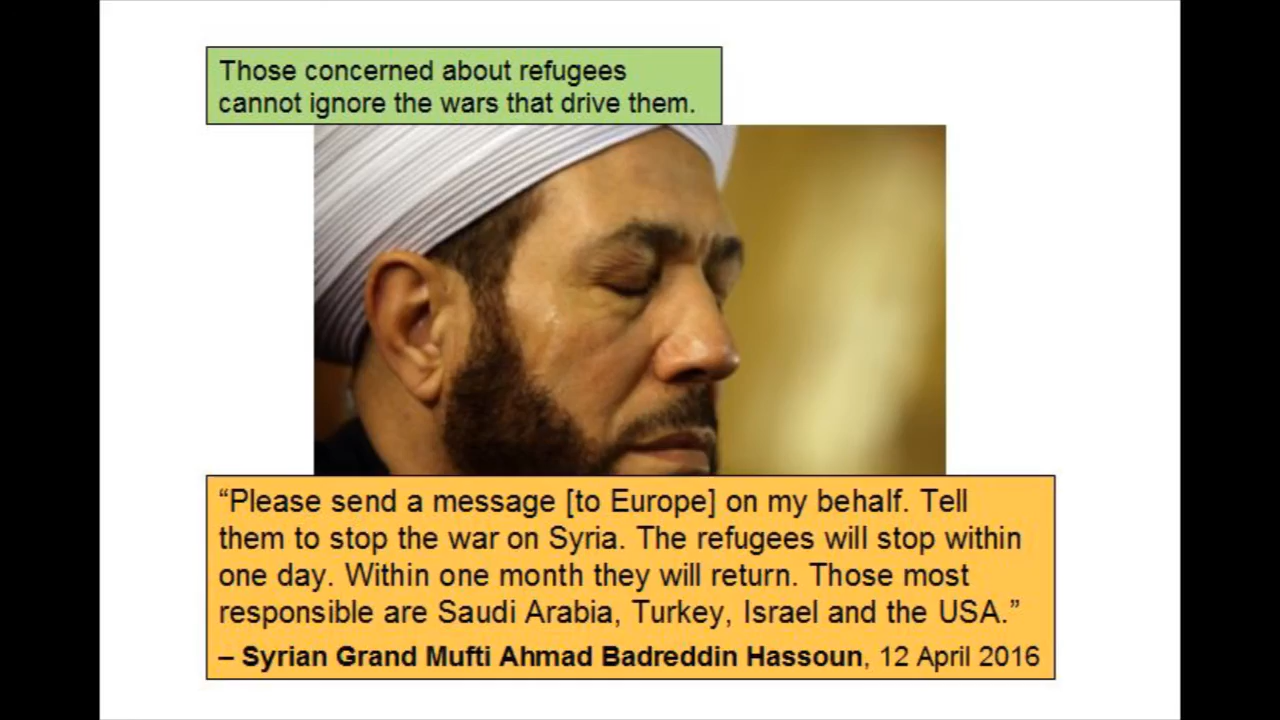 Those concerned about refugees
cannot ignore the wars that drive them.
“Please send a message [to Europe] on my behalf. Tell
them to stop the war on Syria. The refugees will stop within
one day. Within one month they will return. Those most
responsible are Saudi Arabia, Turkey, Israel and the USA.”
– Syrian Grand Mufti Ahmad Badreddin Hassoun, 12 April 2016